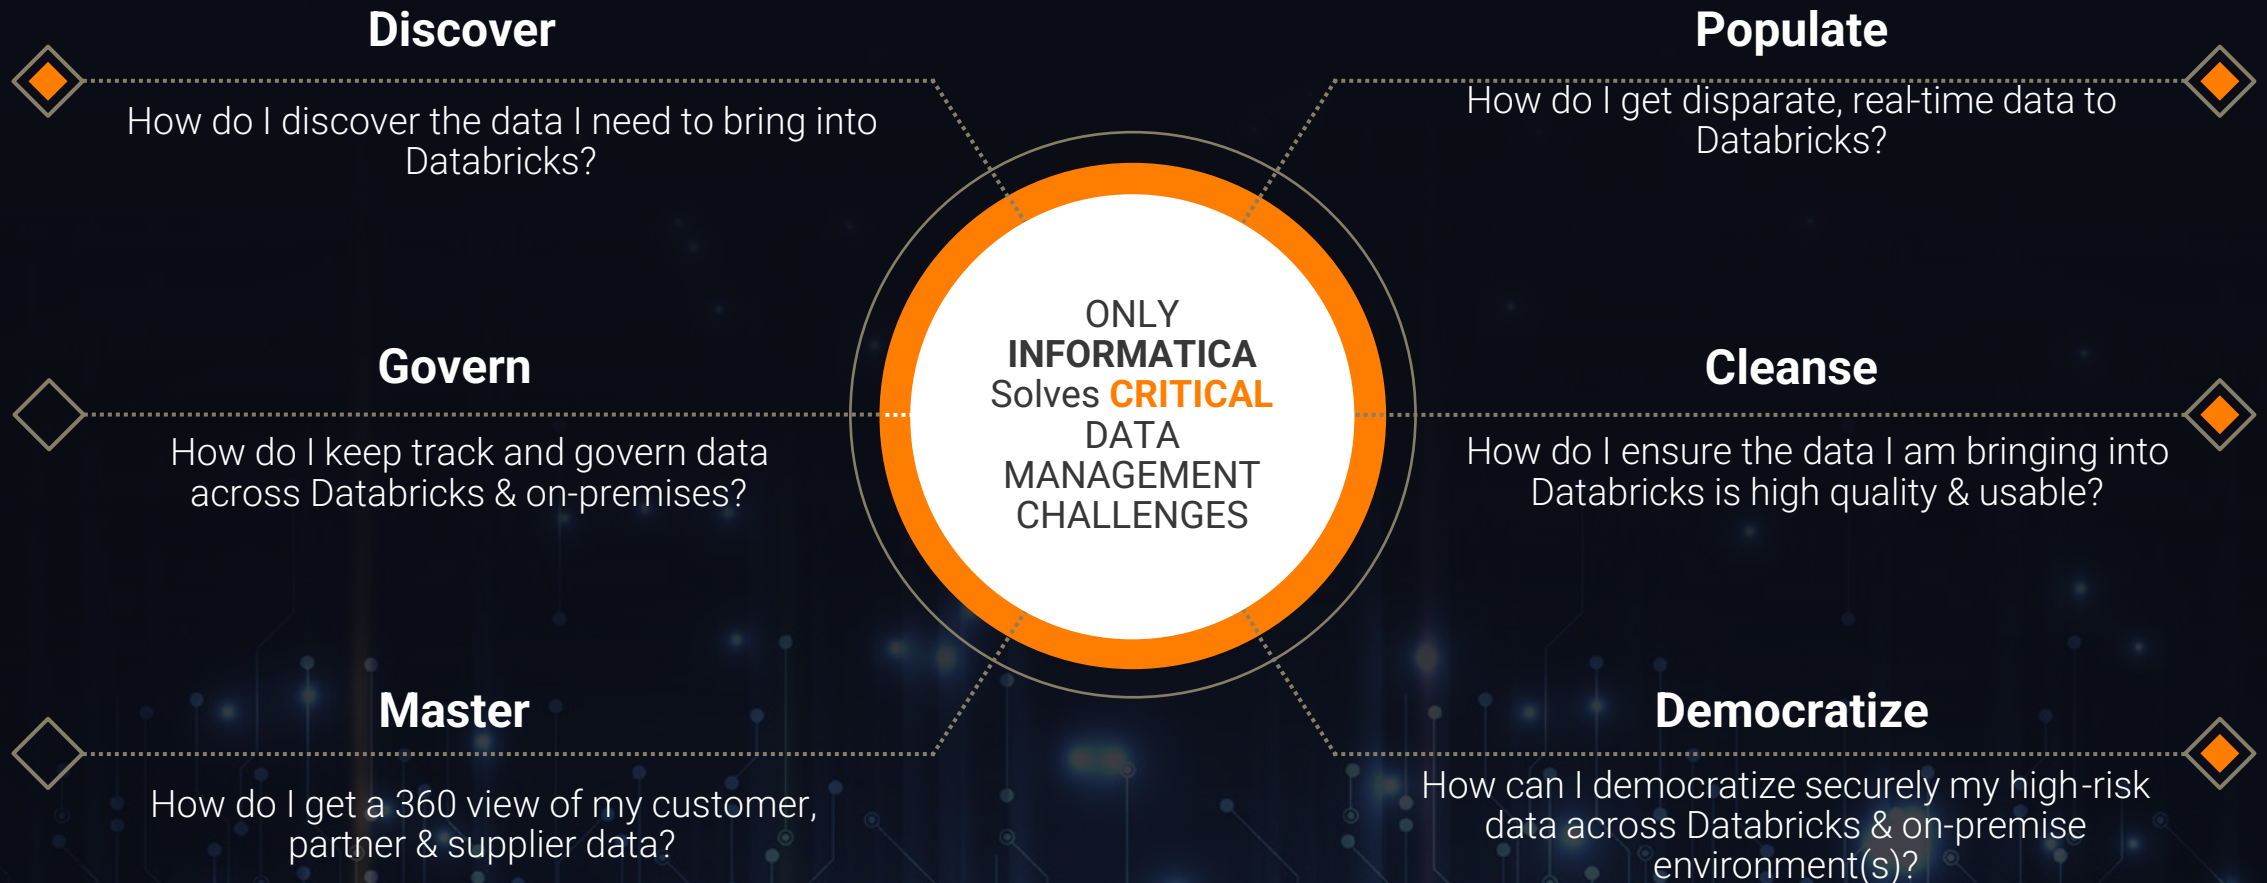 Discover
How do I discover the data I need to bring into
Databricks?
Govern
How do I keep track and govern data
across Databricks & on-premises?
Master
How do I get a 360 view of my customer,
partner & supplier data?
ONLY
INFORMATICA
Solves CRITICAL
DATA
MANAGEMENT
CHALLENGES
Populate
How do I get disparate, real-time data to
Databricks?
Cleanse
How do I ensure the data I am bringing into
Databricks is high quality & usable?
Democratize
How can I democratize securely my high-risk
data across Databricks & on-premise
environment(s)?